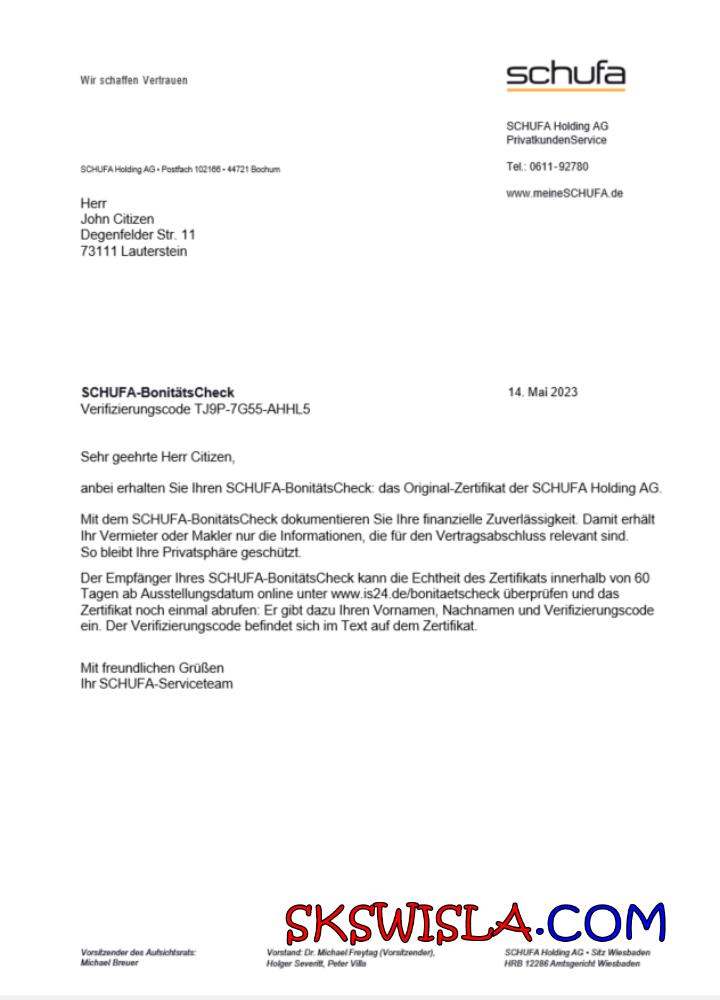 Wir schaffen Vertrauen
schufa
SCHUFA Holding AG
PrivatkundenService
Tel.: 0611-92780
www.meineSCHUFA.de
SCHUFA Holding AG • Postfach 102166 • 44721 Bochum
Herr
John Citizen
Degenfelder Str. 11
73111 Lauterstein
SCHUFA-BonitätsCheck
14. Mai 2023
Verifizierungscode TJ9P-7G55-AHHL5
Sehr geehrte Herr Citizen,
anbei erhalten Sie Ihren SCHUFA-BonitätsCheck: das Original-Zertifikat der SCHUFA Holding AG.
Mit dem SCHUFA-BonitätsCheck dokumentieren Sie Ihre finanzielle Zuverlässigkeit. Damit erhält
Ihr Vermieter oder Makler nur die Informationen, die für den Vertragsabschluss relevant sind.
So bleibt Ihre Privatsphäre geschützt.
Der Empfänger Ihres SCHUFA-BonitätsCheck kann die Echtheit des Zertifikats innerhalb von 60
Tagen ab Ausstellungsdatum online unter www.is24.de/bonitaetscheck überprüfen und das
Zertifikat noch einmal abrufen: Er gibt dazu Ihren Vornamen, Nachnamen und Verifizierungscode
ein. Der Verifizierungscode befindet sich im Text auf dem Zertifikat.
Mit freundlichen Grüßen
Ihr SCHUFA-Serviceteam
SKSWISLA.COM
Vorsitzender des Aufsichtsrats:
Michael Breuer
Vorstand: Dr. Michael Freytag (Vorsitzender),
Holger Severitt, Peter Villa
SCHUFA Holding AG • Sitz Wiesbaden
HRB 12286 Amtsgericht Wiesbaden